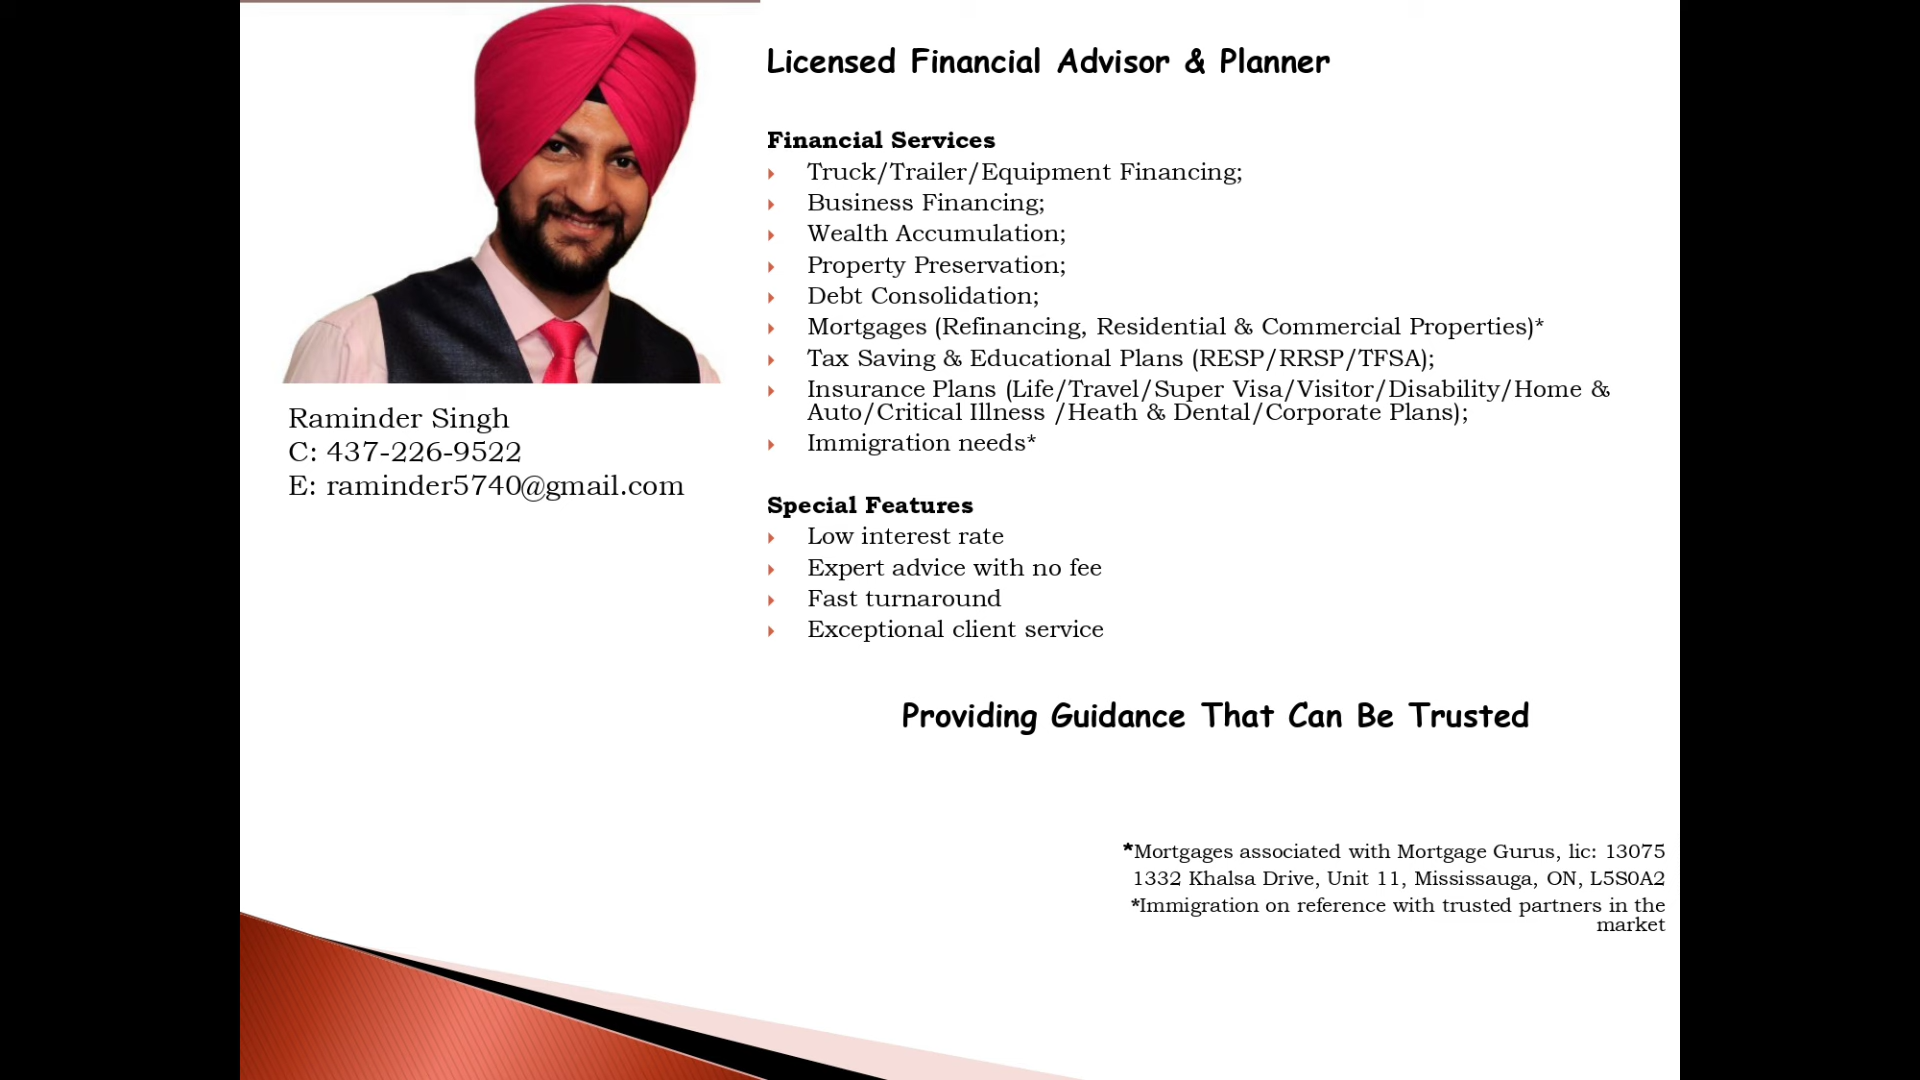 Raminder Singh
C: 437-226-9522
E: raminder5740@gmail.com
Licensed Financial Advisor & Planner
Financial Services
Truck/Trailer/Equipment Financing;
Business Financing;
Wealth Accumulation;
Property Preservation;
Debt Consolidation;
Mortgages (Refinancing, Residential & Commercial Properties)*
Tax Saving & Educational Plans (RESP/RRSP/TFSA);
Insurance Plans (Life/Travel/Super Visa/Visitor/Disability/Home &
Auto/Critical Illness /Heath & Dental/Corporate Plans);
Immigration needs*
Special Features
Low interest rate
Expert advice with no fee
Fast turnaround
Exceptional client service
Providing Guidance That Can Be Trusted
*Mortgages associated with Mortgage Gurus, lic: 13075
1332 Khalsa Drive, Unit 11, Mississauga, ON, L5S0A2
*Immigration on reference with trusted partners in the
market